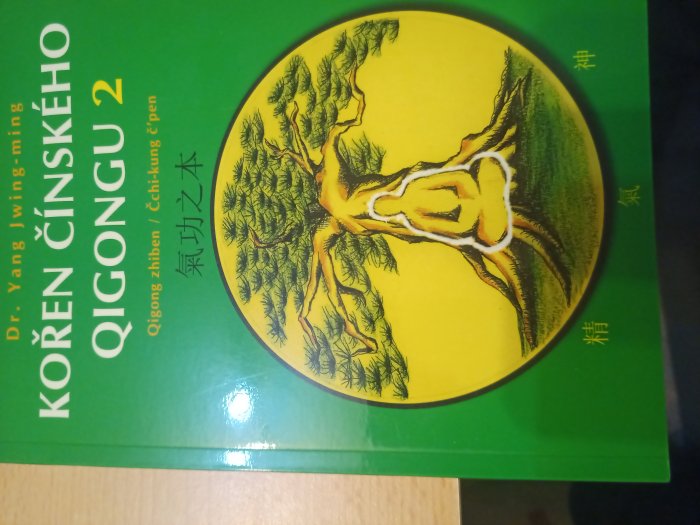 Dr. Yang Jwing-ming
KOŘEN ČÍNSKÉHO
QIGONGU 2
Qigong zhiben / Čchi-kung č'pen
氣功之本
精 氣 神